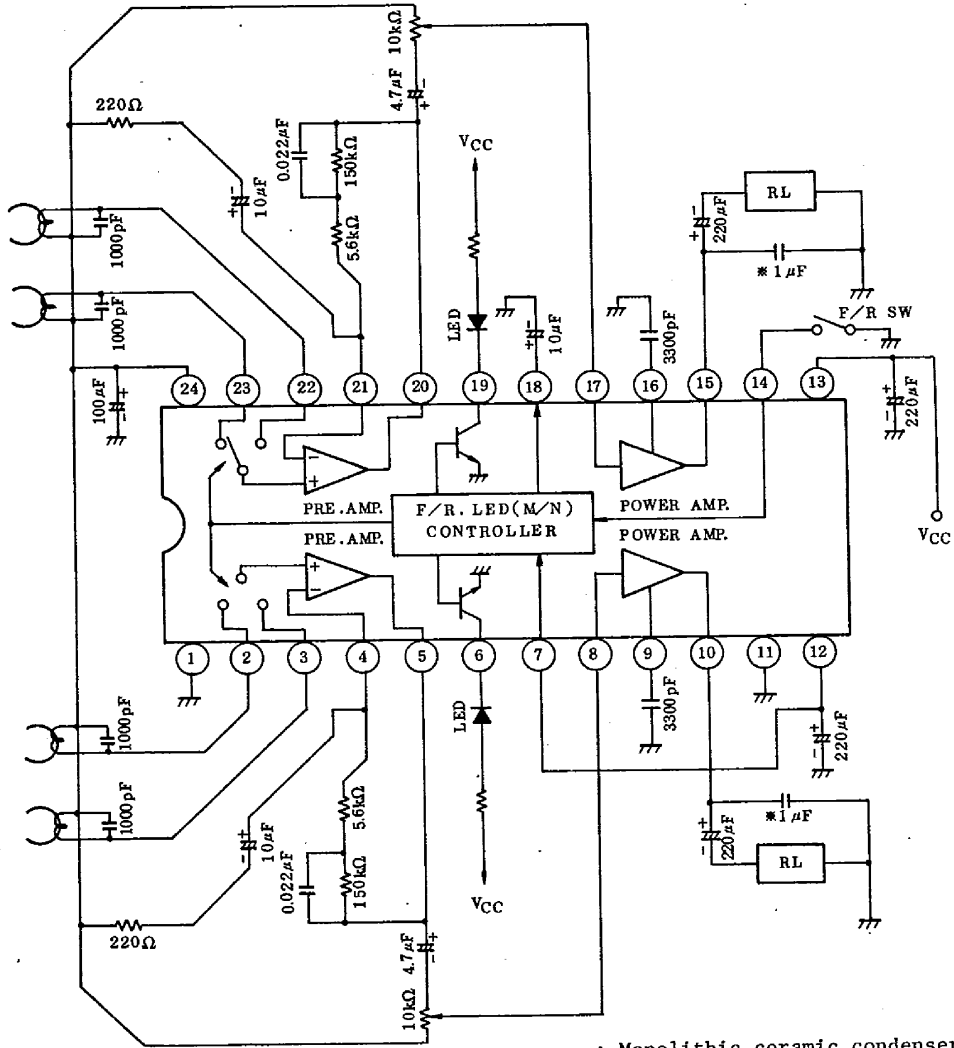 10kΩ
4.7µF
- +
220Ω
0.022µF
150kΩ
5.6kΩ
VCC
10µF
+ -
1000pF
RL
220µF
+ -
※1µF
F/R SW
LED
10µF
+ -
3300pF
1000pF
100µF
- +
24
23
22
21
20
19
18
17
16
15
14
13
220µF
- +
-
+
PRE.AMP.
F/R. LED(M/N)
CONTROLLER
POWER AMP.
PRE.AMP.
POWER AMP.
VCC
+
-
1
2
3
4
5
6
7
8
9
10
11
12
1000pF
LED
3300pF
220µF
- +
1000pF
10µF
- +
5.6kΩ
0.022µF
150kΩ
※1µF
220µF
- +
RL
VCC
220Ω
4.7µF
- +
10kΩ
Monolithic ceramic condenser